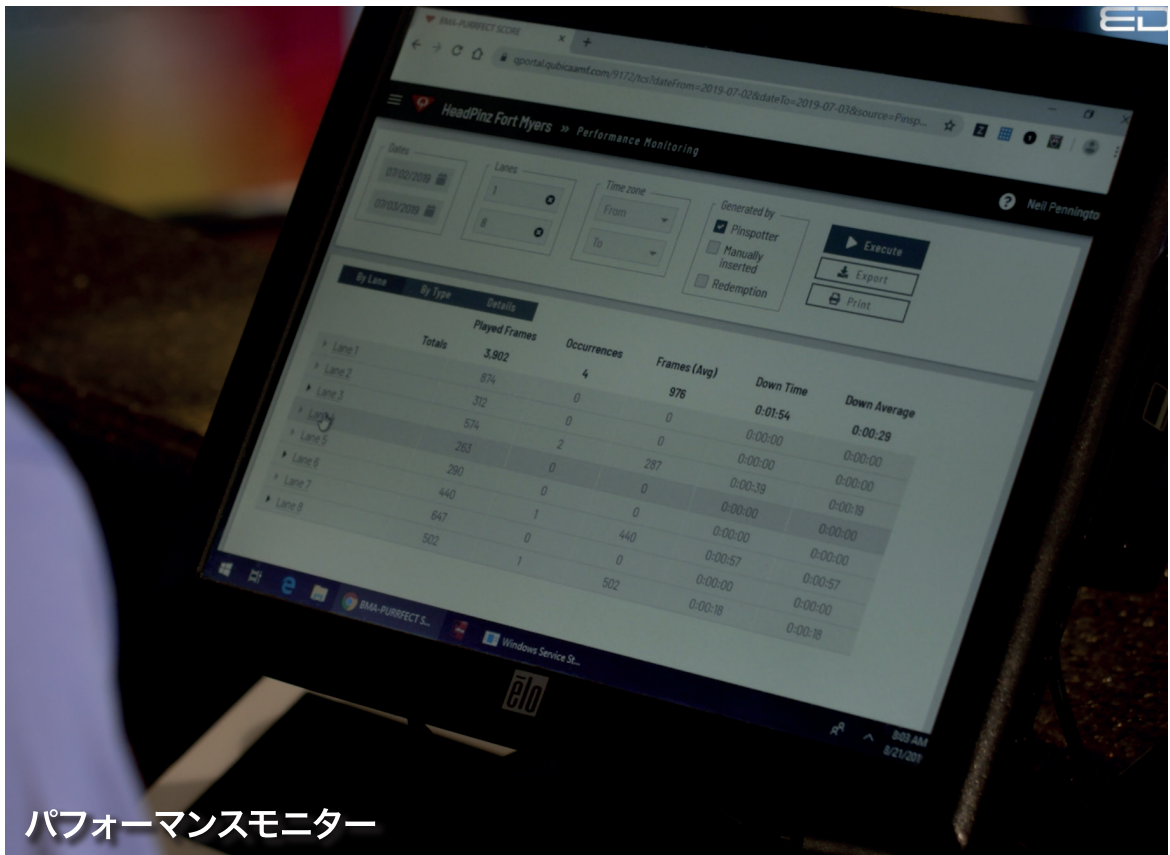 ED
BMA-PURRFECT SCORE
qportal.qubicaamf.com/9172/tcs?dateFrom=2019-07-02&dateTo=2019-07-03&source=Pinsp...
HeadPinz Fort Myers » Performance Monitoring
Neil Penningto
Dates
07/02/2019
07/03/2019
Lanes
1
8
Time zone
From
To
Generated by
Pinspotter
Manually
inserted
Redemption
Execute
Export
Print
By Lane By Type Details
Played Frames Occurrences Frames (Avg) Down Time Down Average
Totals 3,902 4 976 0:01:54 0:00:29
Lane 1 874 0 0 0:00:00 0:00:00
Lane 2 312 0 0 0:00:00 0:00:00
Lane 3 574 2 287 0:00:39 0:00:19
263 0 0 0:00:00 0:00:00
Lane 5 290 0 0 0:00:00 0:00:00
Lane 6 440 1 440 0:00:57 0:00:57
Lane 7 647 0 0 0:00:00 0:00:00
502 1 502 0:00:18 0:00:18
BMA-PURRFECT S...
Windows Service St...
8:03 AM
8/21/201
elo
パフォーマンスモニター